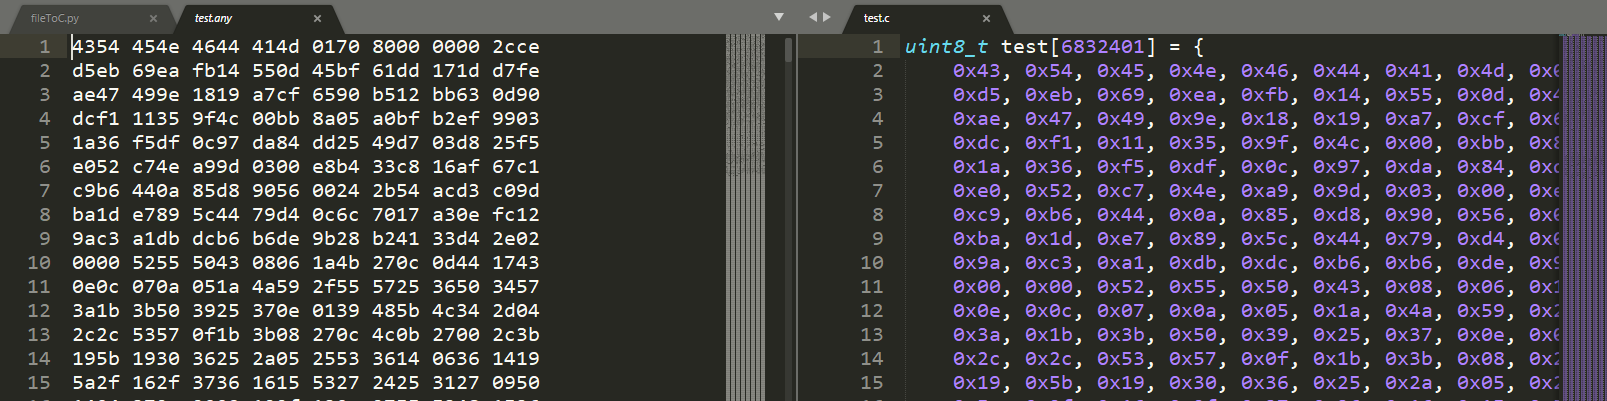 fileToC.py × test.any × test.c ×
1 4354 454e 4644 414d 0170 8000 0000 2cce
2 d5eb 69ea fb14 550d 45bf 61dd 171d d7fe
3 ae47 499e 1819 a7cf 6590 b512 bb63 0d90
4 dcf1 1135 9f4c 00bb 8a05 a0bf b2ef 9903
5 1a36 f5df 0c97 da84 dd25 49d7 03d8 25f5
6 e052 c74e a99d 0300 e8b4 33c8 16af 67c1
7 c9b6 440a 85d8 9056 0024 2b54 acd3 c09d
8 ba1d e789 5c44 79d4 0c6c 7017 a30e fc12
9 9ac3 a1db dcb6 b6de 9b28 b241 33d4 2e02
10 0000 5255 5043 0806 1a4b 270c 0d44 1743
11 0e0c 070a 051a 4a59 2f55 5725 3650 3457
12 3a1b 3b50 3925 370e 0139 485b 4c34 2d04
13 2c2c 5357 0f1b 3b08 270c 4c0b 2700 2c3b
14 195b 1930 3625 2a05 2553 3614 0636 1419
15 5a2f 162f 3736 1615 5327 2425 3127 0950
1 uint8_t test[6832401] = {
2 0x43, 0x54, 0x45, 0x4e, 0x46, 0x44, 0x41, 0x4d,
3 0xd5, 0xeb, 0x69, 0xea, 0xfb, 0x14, 0x55, 0x0d,
4 0xae, 0x47, 0x49, 0x9e, 0x18, 0x19, 0xa7, 0xcf,
5 0xdc, 0xf1, 0x11, 0x35, 0x9f, 0x4c, 0x00, 0xbb,
6 0x1a, 0x36, 0xf5, 0xdf, 0x0c, 0x97, 0xda, 0x84,
7 0xe0, 0x52, 0xc7, 0x4e, 0xa9, 0x9d, 0x03, 0x00,
8 0xc9, 0xb6, 0x44, 0x0a, 0x85, 0xd8, 0x90, 0x56,
9 0xba, 0x1d, 0xe7, 0x89, 0x5c, 0x44, 0x79, 0xd4,
10 0x9a, 0xc3, 0xa1, 0xdb, 0xdc, 0xb6, 0xb6, 0xde,
11 0x00, 0x00, 0x52, 0x55, 0x50, 0x43, 0x08, 0x06,
12 0x0e, 0x0c, 0x07, 0x0a, 0x05, 0x1a, 0x4a, 0x59,
13 0x3a, 0x1b, 0x3b, 0x50, 0x39, 0x25, 0x37, 0x0e,
14 0x2c, 0x2c, 0x53, 0x57, 0x0f, 0x1b, 0x3b, 0x08,
15 0x19, 0x5b, 0x19, 0x30, 0x36, 0x25, 0x2a, 0x05,